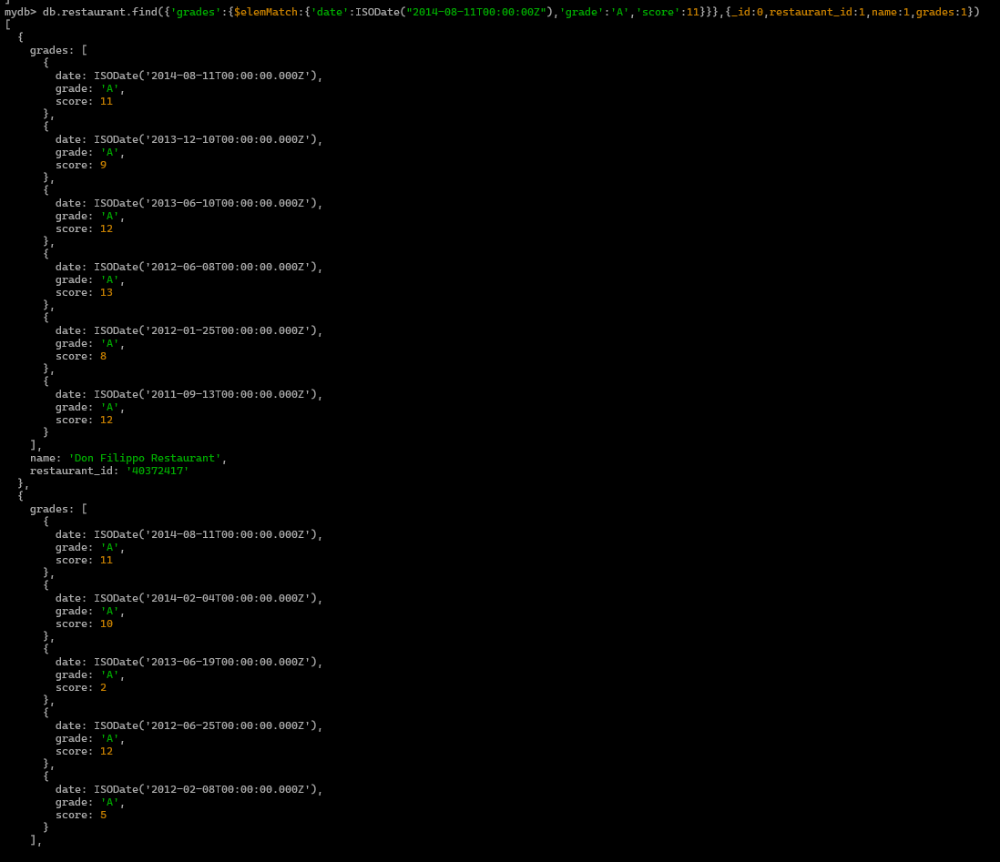 ]
mydb> db.restaurant.find({'grades':{$elemMatch:{'date':ISODate("2014-08-11T00:00:00Z"),'grade':'A','score':11}}},{_id:0,restaurant_id:1,name:1,grades:1})
[
  {
    grades: [
      {
        date: ISODate('2014-08-11T00:00:00.000Z'),
        grade: 'A',
        score: 11
      },
      {
        date: ISODate('2013-12-10T00:00:00.000Z'),
        grade: 'A',
        score: 9
      },
      {
        date: ISODate('2013-06-10T00:00:00.000Z'),
        grade: 'A',
        score: 12
      },
      {
        date: ISODate('2012-06-08T00:00:00.000Z'),
        grade: 'A',
        score: 13
      },
      {
        date: ISODate('2012-01-25T00:00:00.000Z'),
        grade: 'A',
        score: 8
      },
      {
        date: ISODate('2011-09-13T00:00:00.000Z'),
        grade: 'A',
        score: 12
      }
    ],
    name: 'Don Filippo Restaurant',
    restaurant_id: '40372417'
  },
  {
    grades: [
      {
        date: ISODate('2014-08-11T00:00:00.000Z'),
        grade: 'A',
        score: 11
      },
      {
        date: ISODate('2014-02-04T00:00:00.000Z'),
        grade: 'A',
        score: 10
      },
      {
        date: ISODate('2013-06-19T00:00:00.000Z'),
        grade: 'A',
        score: 2
      },
      {
        date: ISODate('2012-06-25T00:00:00.000Z'),
        grade: 'A',
        score: 12
      },
      {
        date: ISODate('2012-02-08T00:00:00.000Z'),
        grade: 'A',
        score: 5
      }
    ],